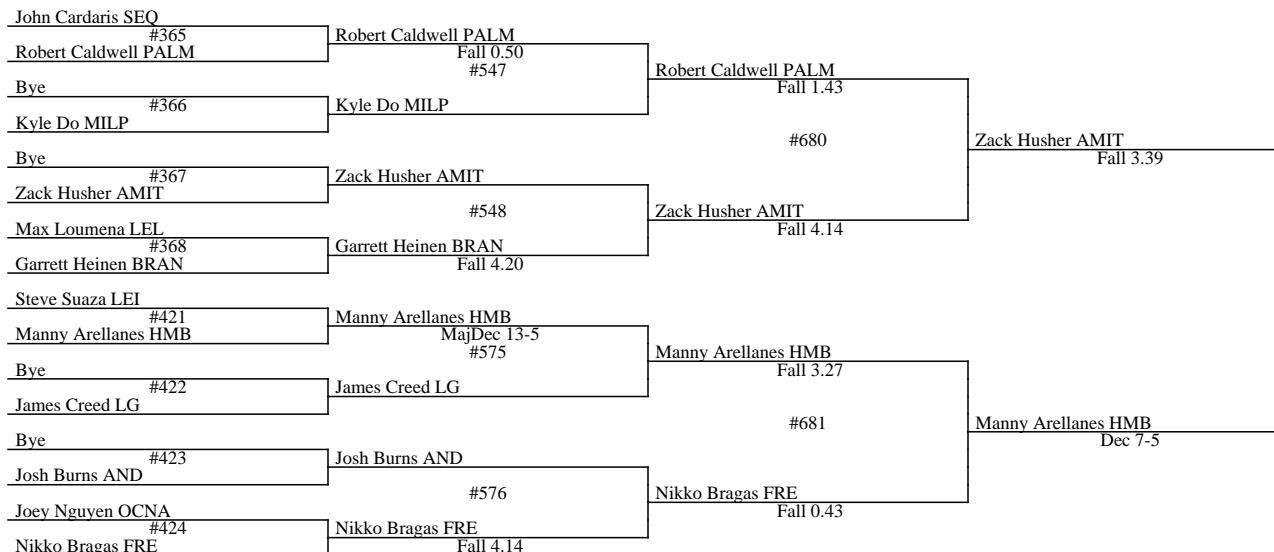 John Cardaris SEQ
#365
Robert Caldwell PALM
Bye
#366
Kyle Do MILP
Bye
#367
Zack Husher AMIT
Max Loumena LEL
#368
Garrett Heinen BRAN
Steve Suaza LEI
#421
Manny Arellanes HMB
Bye
#422
James Creed LG
Bye
#423
Josh Burns AND
Joey Nguyen OCNA
#424
Nikko Bragas FRE
Robert Caldwell PALM
Fall 0.50
#547
Kyle Do MILP
Zack Husher AMIT
#548
Garrett Heinen BRAN
Fall 4.20
Manny Arellanes HMB
MajDec 13-5
#575
James Creed LG
Josh Burns AND
#576
Nikko Bragas FRE
Fall 4.14
Robert Caldwell PALM
Fall 1.43
#680
Zack Husher AMIT
Fall 4.14
Manny Arellanes HMB
Fall 3.27
#681
Nikko Bragas FRE
Fall 0.43
Zack Husher AMIT
Fall 3.39
Manny Arellanes HMB
Dec 7-5